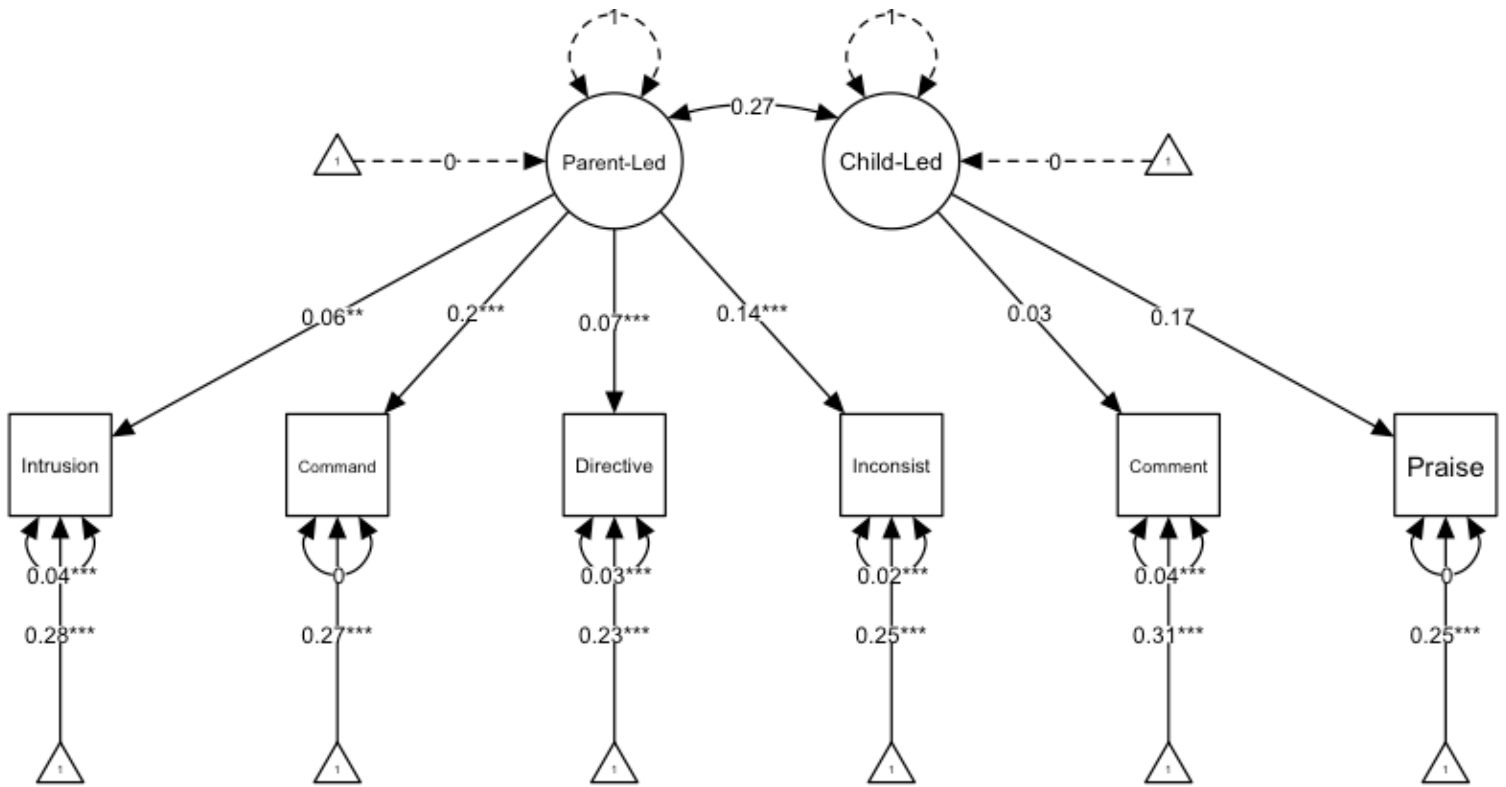 1 1
0.27
1 0 Parent-Led Child-Led 0 1
0.06** 0.2*** 0.07*** 0.14*** 0.03 0.17
Intrusion Command Directive Inconsist Comment Praise
0.04*** 0 0.03*** 0.02*** 0.04*** 0
0.28*** 0.27*** 0.23*** 0.25*** 0.31*** 0.25***
1 1 1 1 1 1